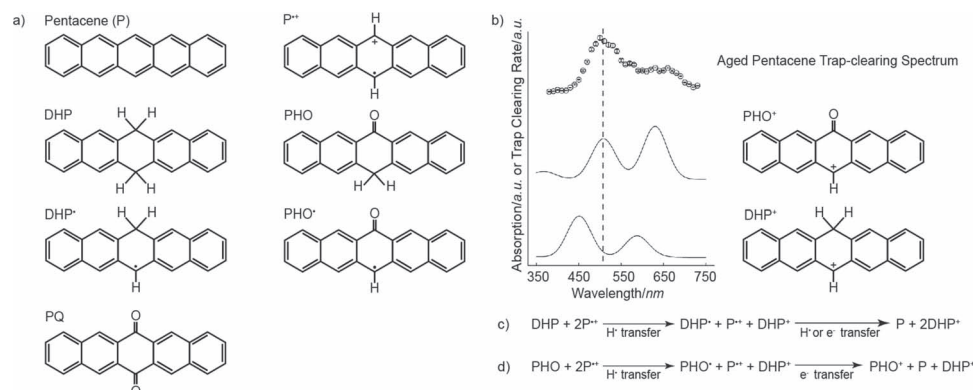 a)
Pentacene (P)
P•⁺
H
+
•
H
DHP
H H
H H
PHO
O
H H
DHP•
H H
•
H
PHO•
O
•
H
PQ
O
O
b)
Absorption/a.u. or Trap Clearing Rate/a.u.
Aged Pentacene Trap-clearing Spectrum
PHO⁺
O
+
H
DHP⁺
H H
+
H
350 450 550 650 750
Wavelength/nm
c) DHP + 2P•⁺ → DHP• + P•⁺ + DHP⁺ → P + 2DHP⁺
H• transfer H• or e⁻ transfer
d) PHO + 2P•⁺ → PHO• + P•⁺ + DHP⁺ → PHO⁺ + P + DHP
H• transfer e⁻ transfer